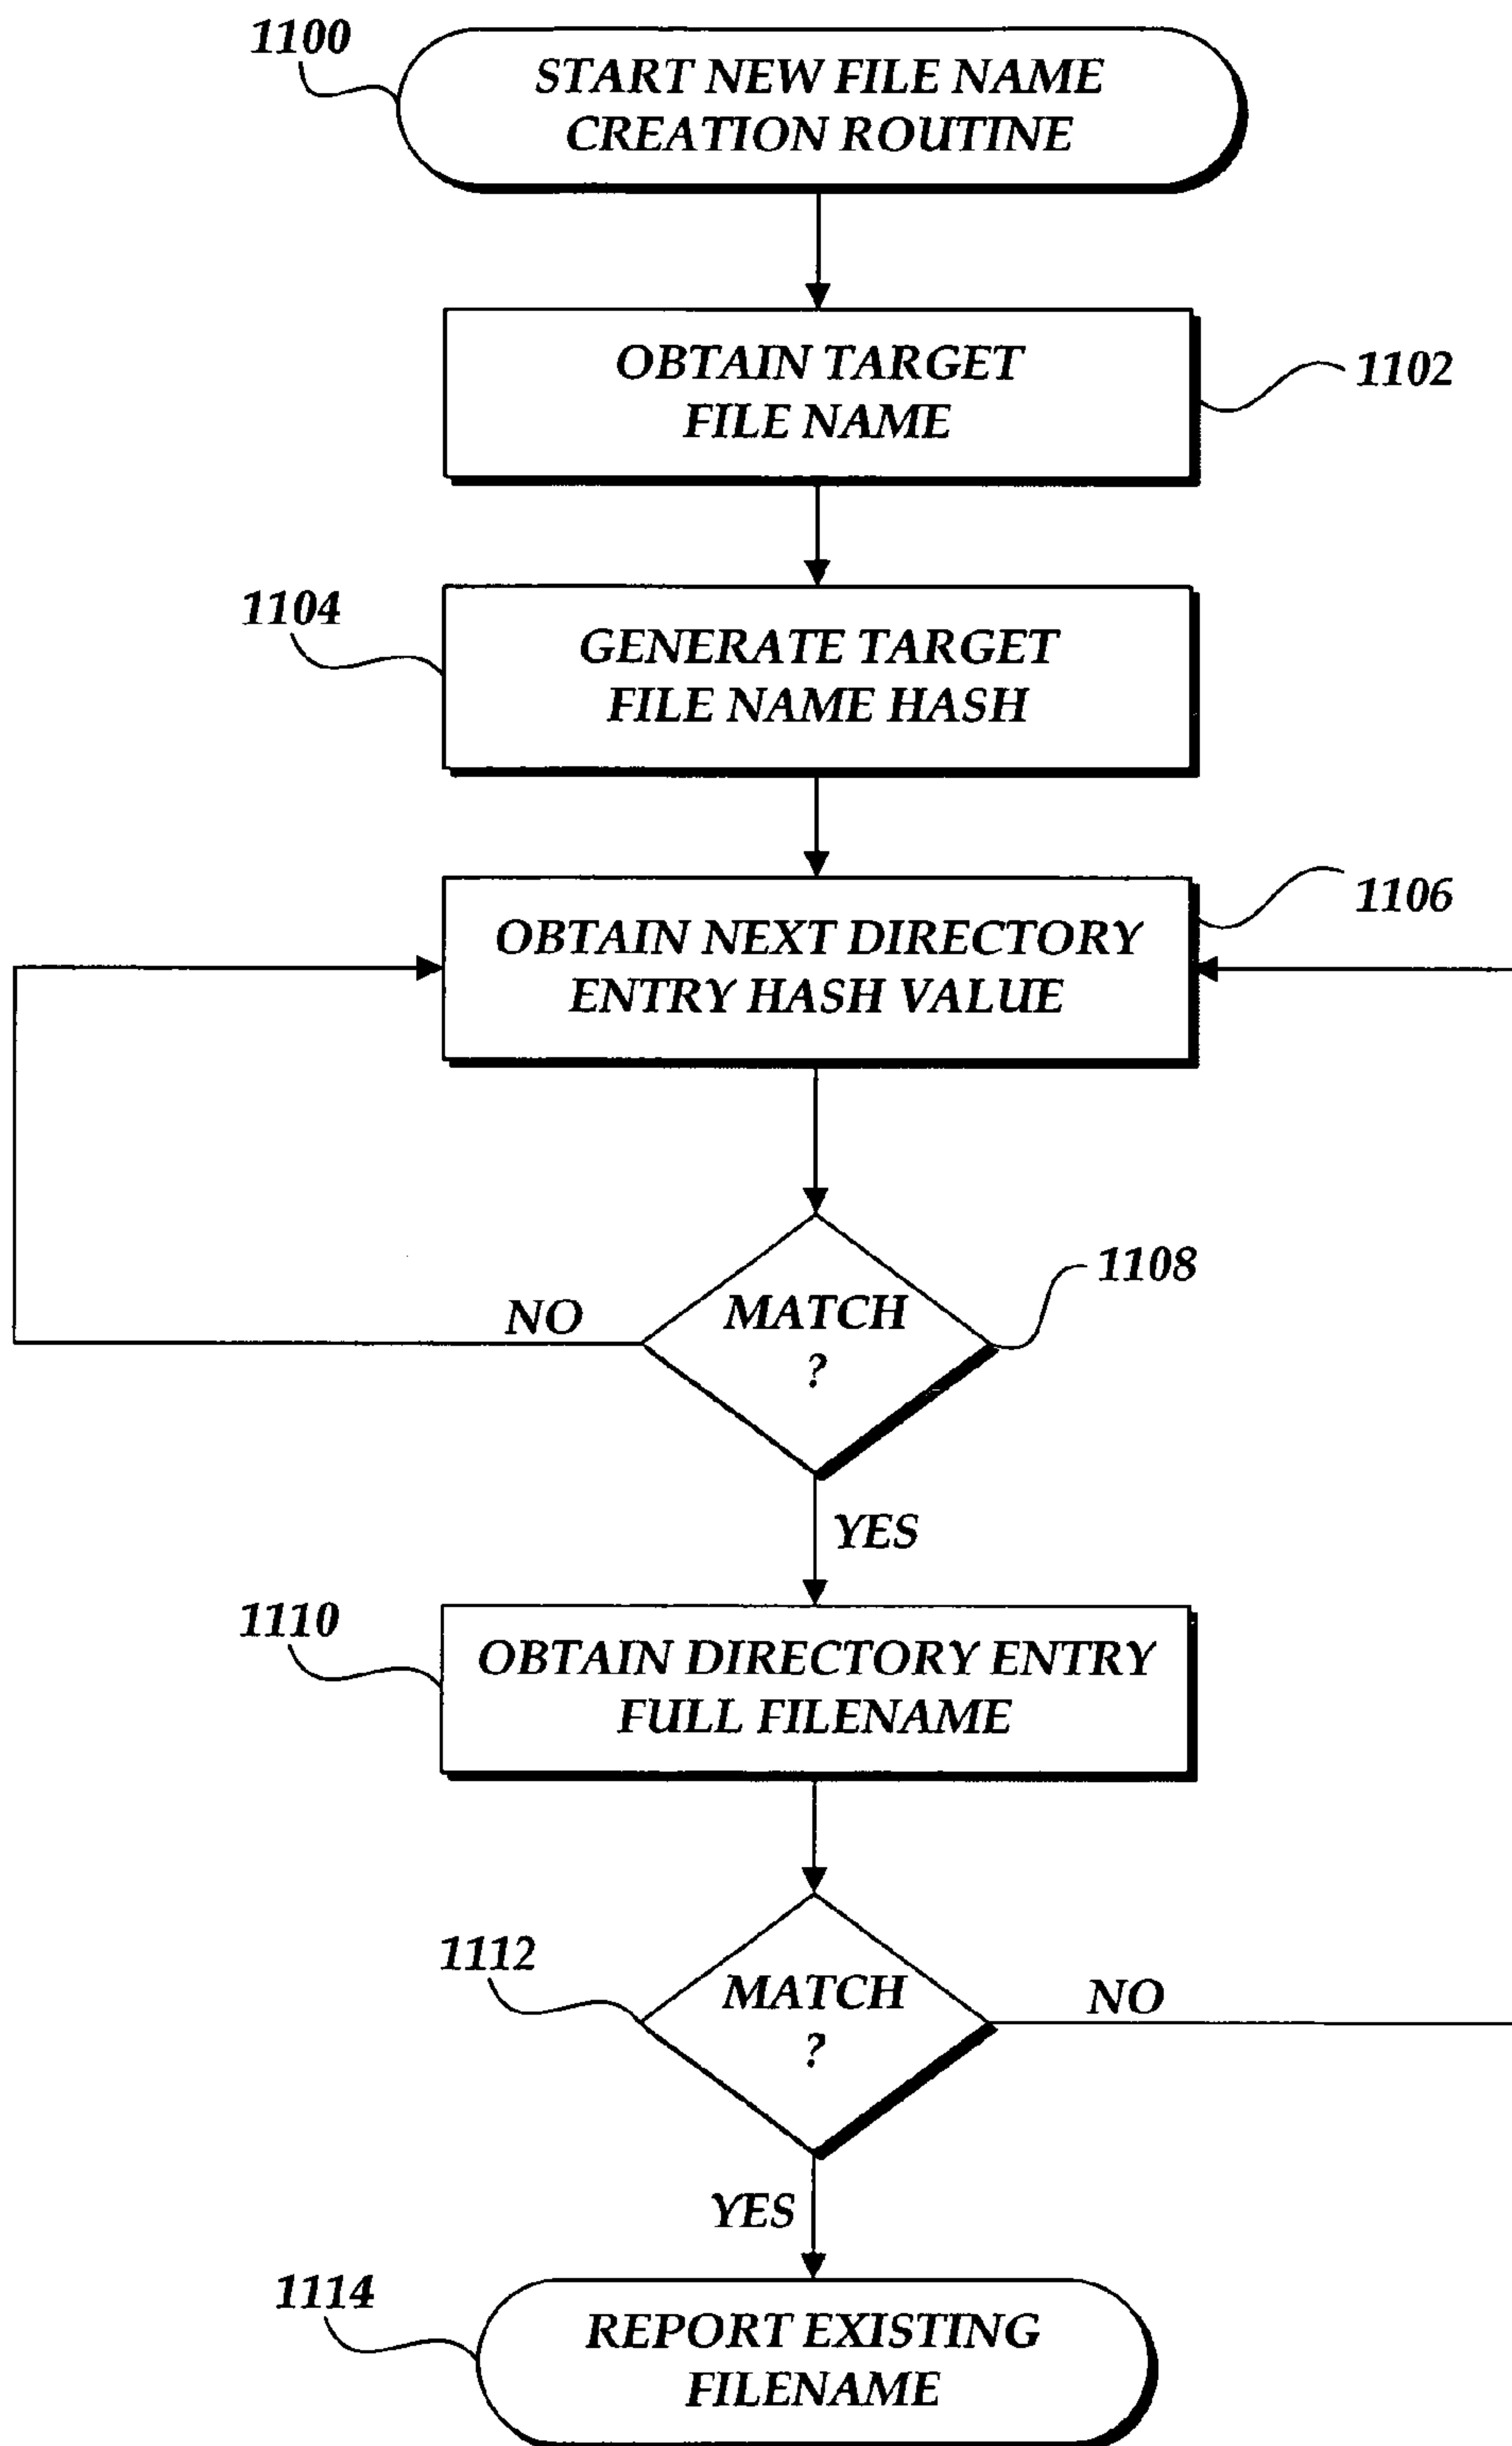 1100
START NEW FILE NAME
CREATION ROUTINE
OBTAIN TARGET
FILE NAME
1102
1104
GENERATE TARGET
FILE NAME HASH
1106
OBTAIN NEXT DIRECTORY
ENTRY HASH VALUE
1108
NO
MATCH
?
YES
1110
OBTAIN DIRECTORY ENTRY
FULL FILENAME
1112
MATCH
?
NO
YES
1114
REPORT EXISTING
FILENAME